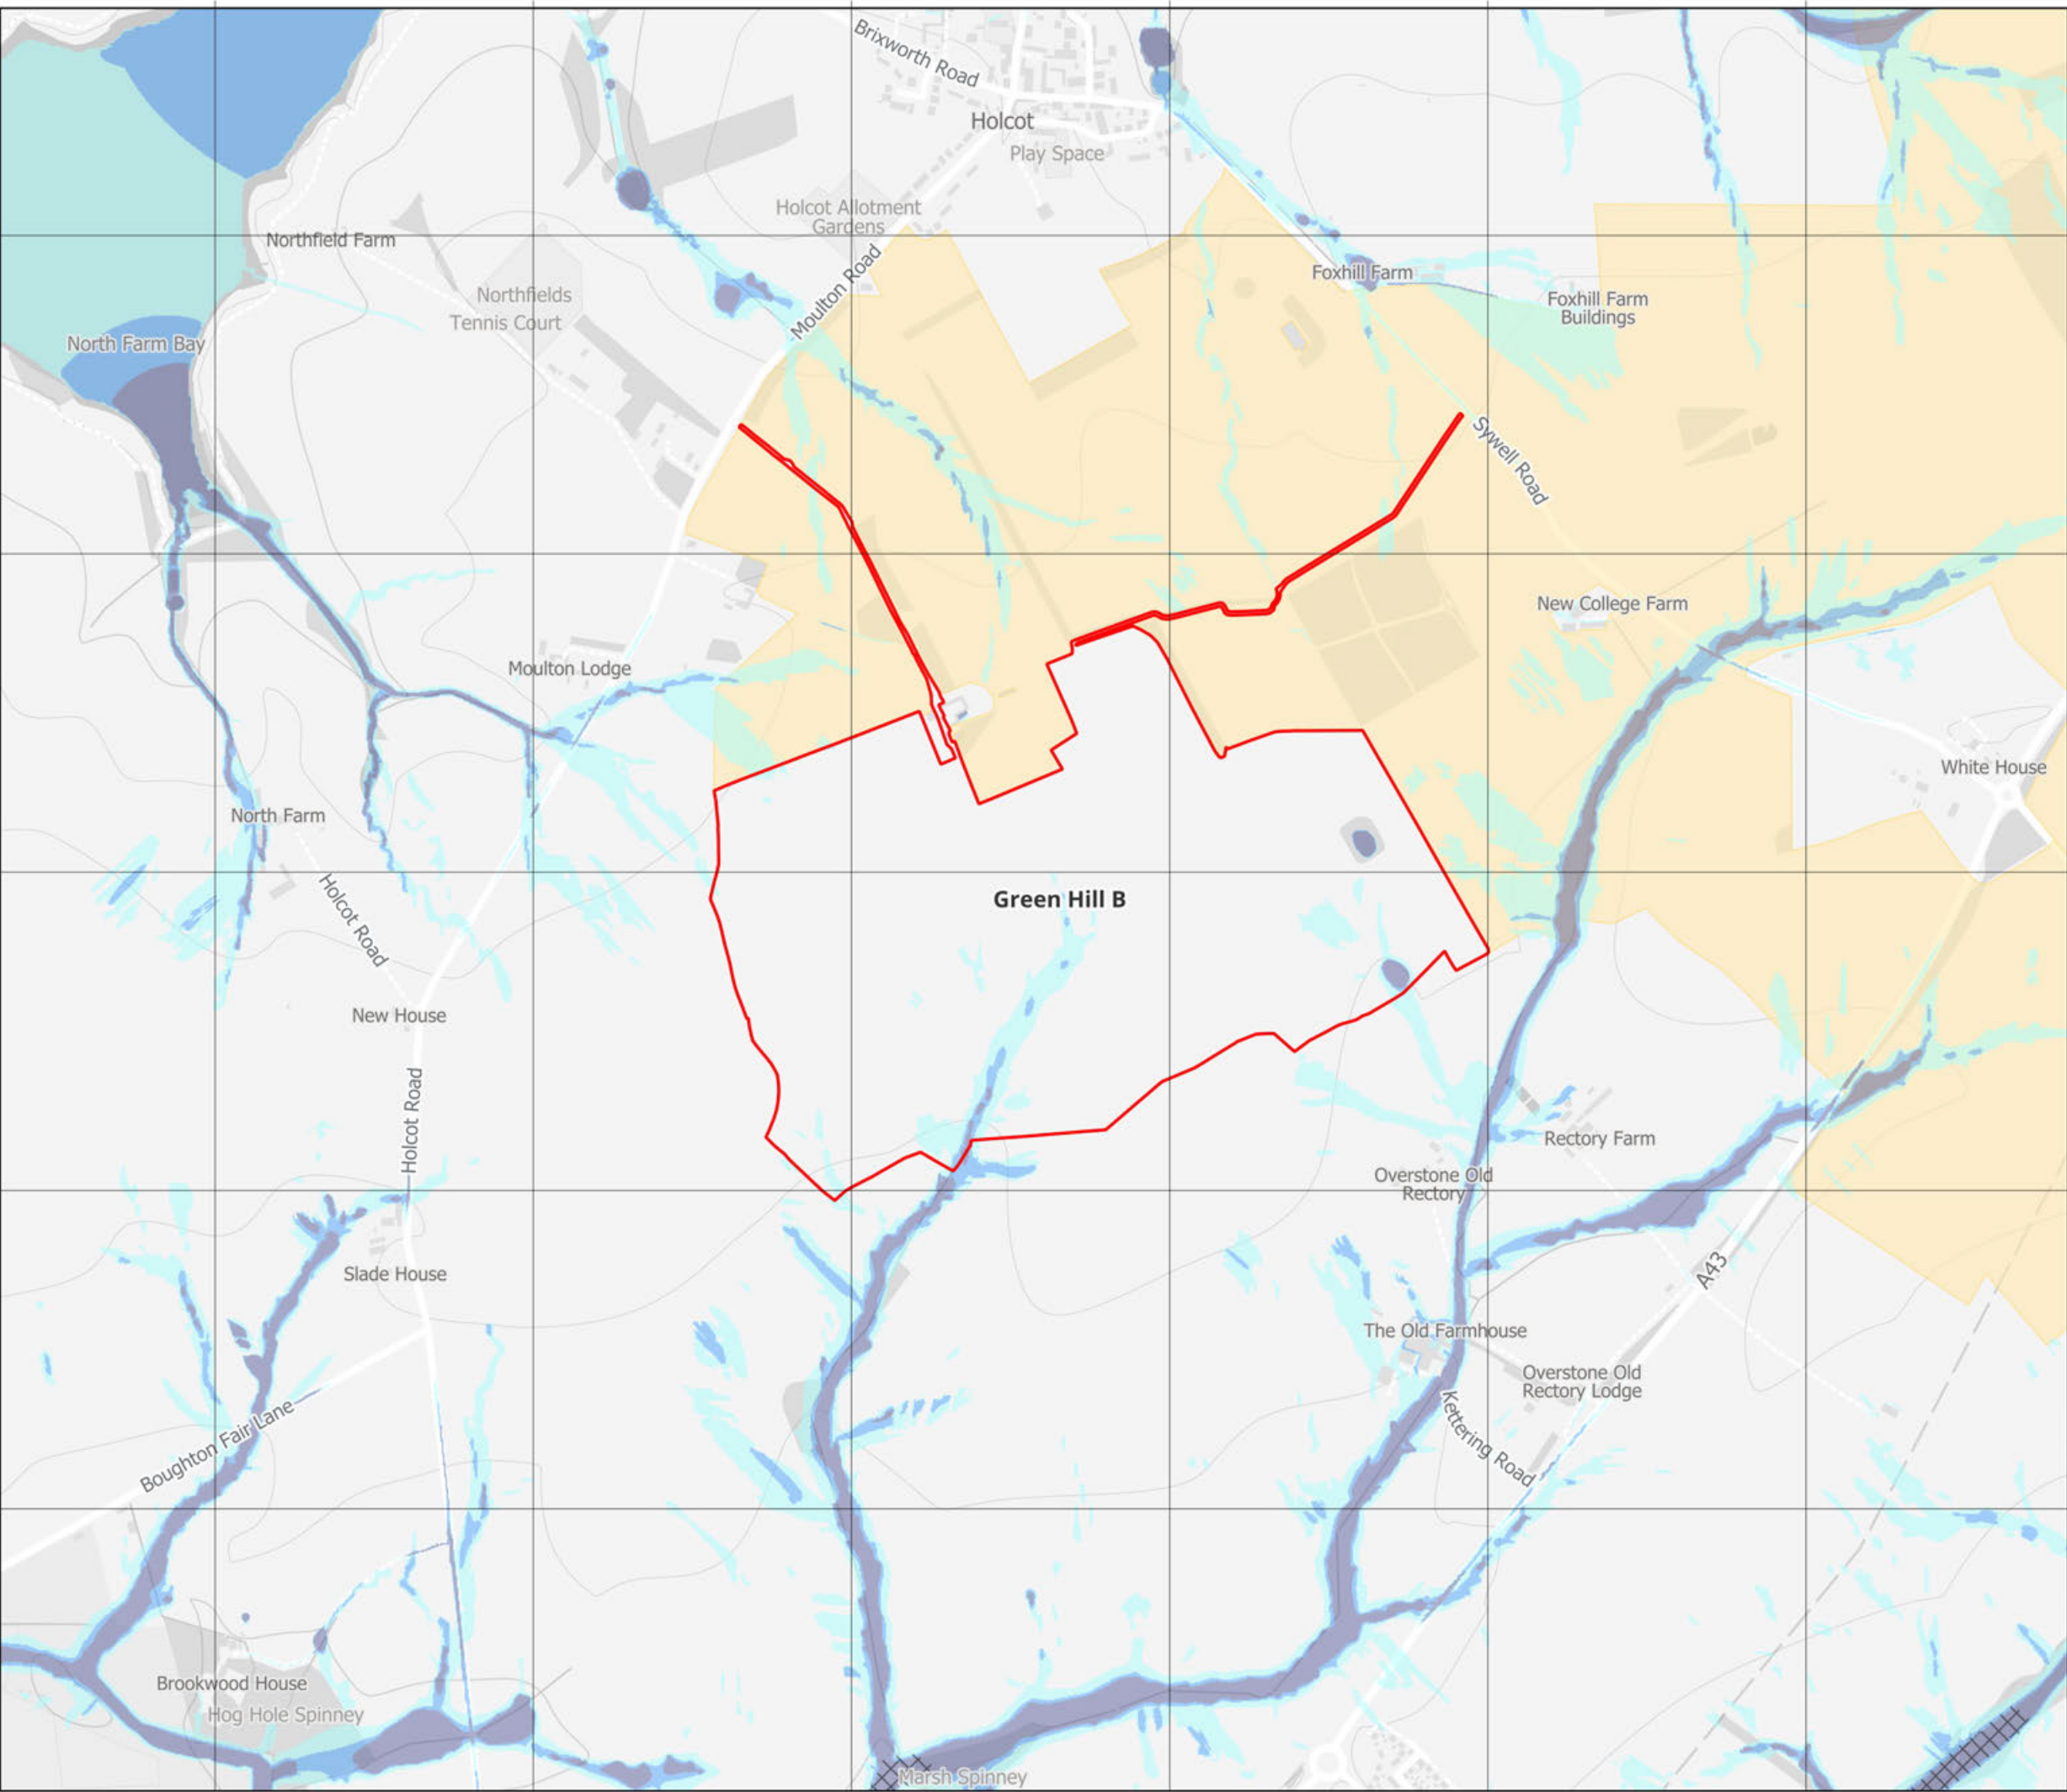 Brixworth Road
Holcot
Play Space
Holcot Allotment
Gardens
Northfield Farm
Moulton Road
Foxhill Farm
Northfields
Tennis Court
Foxhill Farm
Buildings
North Farm Bay
Sywell Road
New College Farm
Moulton Lodge
White House
North Farm
Green Hill B
Holcot Road
New House
Holcot Road
Rectory Farm
Overstone Old
Rectory
Slade House
A43
The Old Farmhouse
Overstone Old
Rectory Lodge
Boughton Fair Lane
Kettering Road
Brookwood House
Hog Hole Spinney
Marsh Spinney